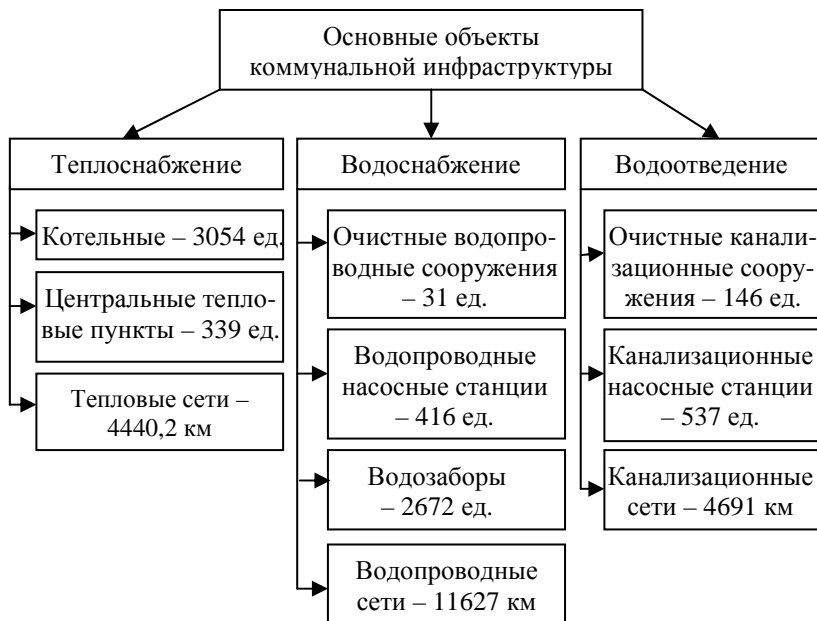 Основные объекты
коммунальной инфраструктуры
Теплоснабжение
Котельные – 3054 ед.
Центральные тепло-
вые пункты – 339 ед.
Тепловые сети –
4440,2 км
Водоснабжение
Очистные водопро-
водные сооружения
– 31 ед.
Водопроводные
насосные станции
– 416 ед.
Водозаборы
– 2672 ед.
Водопроводные
сети – 11627 км
Водоотведение
Очистные канали-
зационные соору-
жения – 146 ед.
Канализационные
насосные станции
– 537 ед.
Канализационные
сети – 4691 км